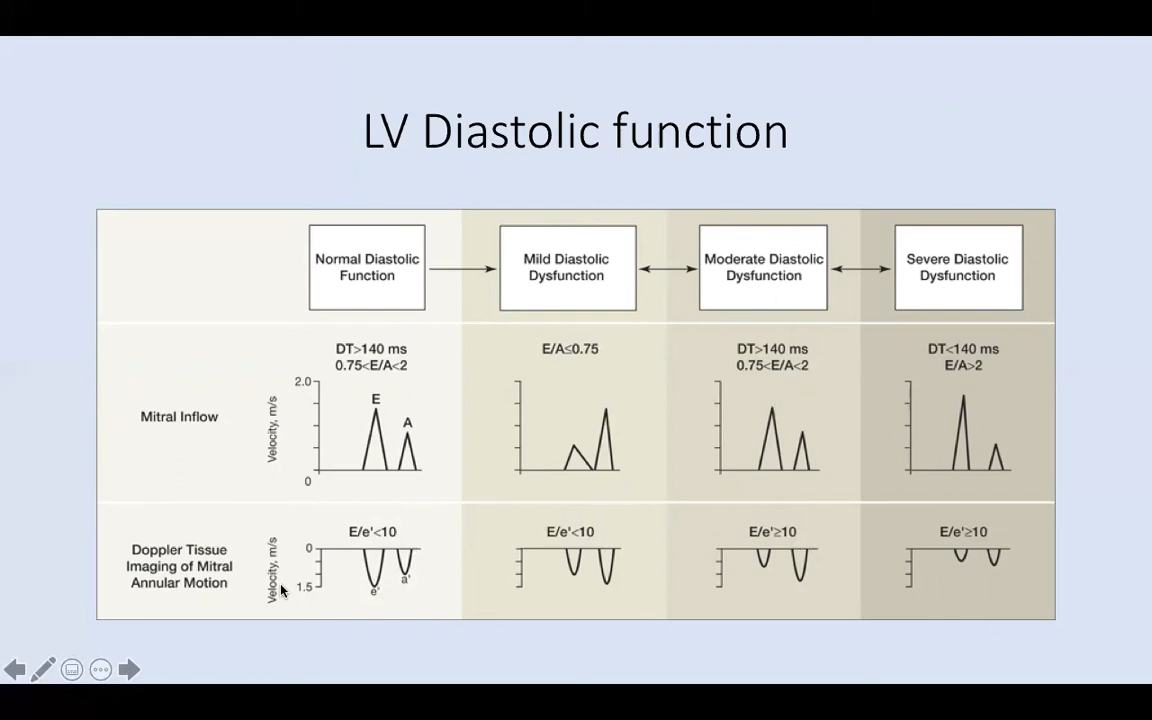 LV Diastolic function
Normal Diastolic
Function
Mild Diastolic
Dysfunction
Moderate Diastolic
Dysfunction
Severe Diastolic
Dysfunction
Mitral Inflow
DT>140 ms
0.75<E/A<2
Velocity, m/s
2.0
0
E
A
E/A≤0.75
DT>140 ms
0.75<E/A<2
DT<140 ms
E/A>2
Doppler Tissue
Imaging of Mitral
Annular Motion
E/e'<10
Velocity, m/s
0
1.5
e'
a'
E/e'<10
E/e'≥10
E/e'≥10